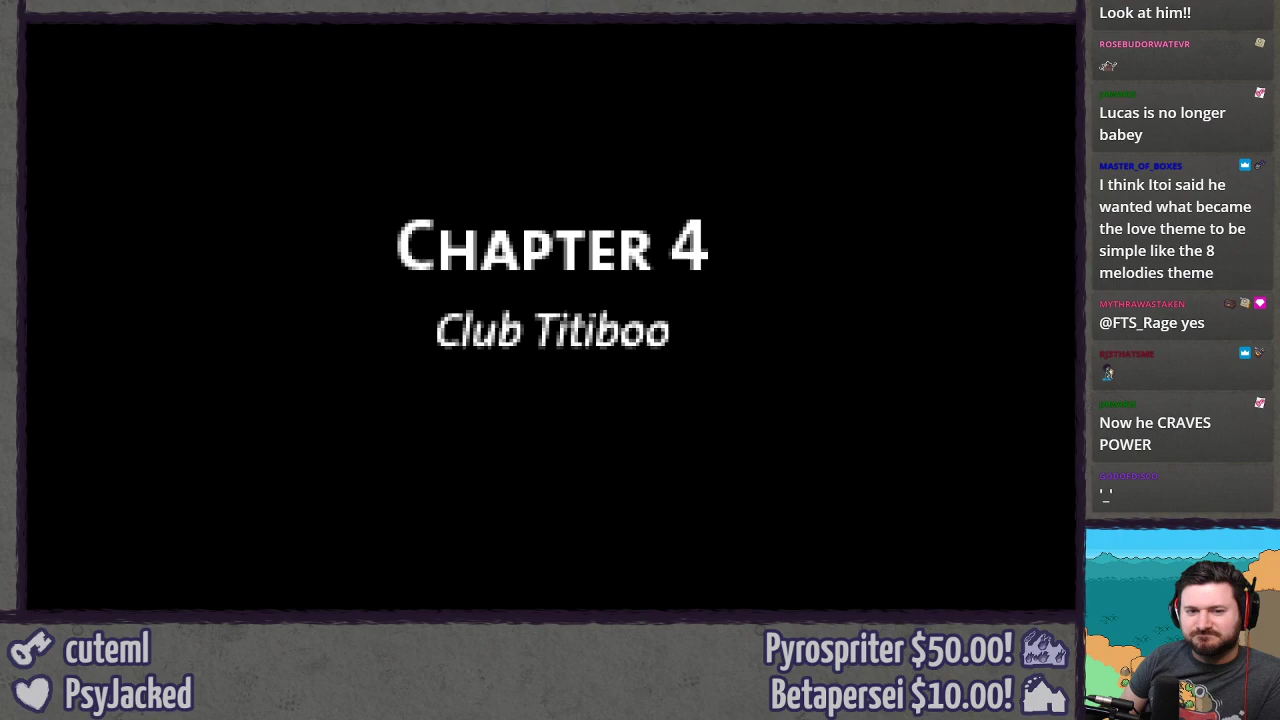 Chapter 4
Club Titiboo
Look at him!!
ROSEBUDORWATEVR
Lucas is no longer
babey
MASTER_OF_BOXES
I think Itoi said he
wanted what became
the love theme to be
simple like the 8
melodies theme
MYTHRAWASTAKEN
@FTS_Rage yes
RJ3THATSME
Now he CRAVES
POWER
'_'
cuteml
PsyJacked
Pyrospriter $50.00!
Betapersei $10.00!